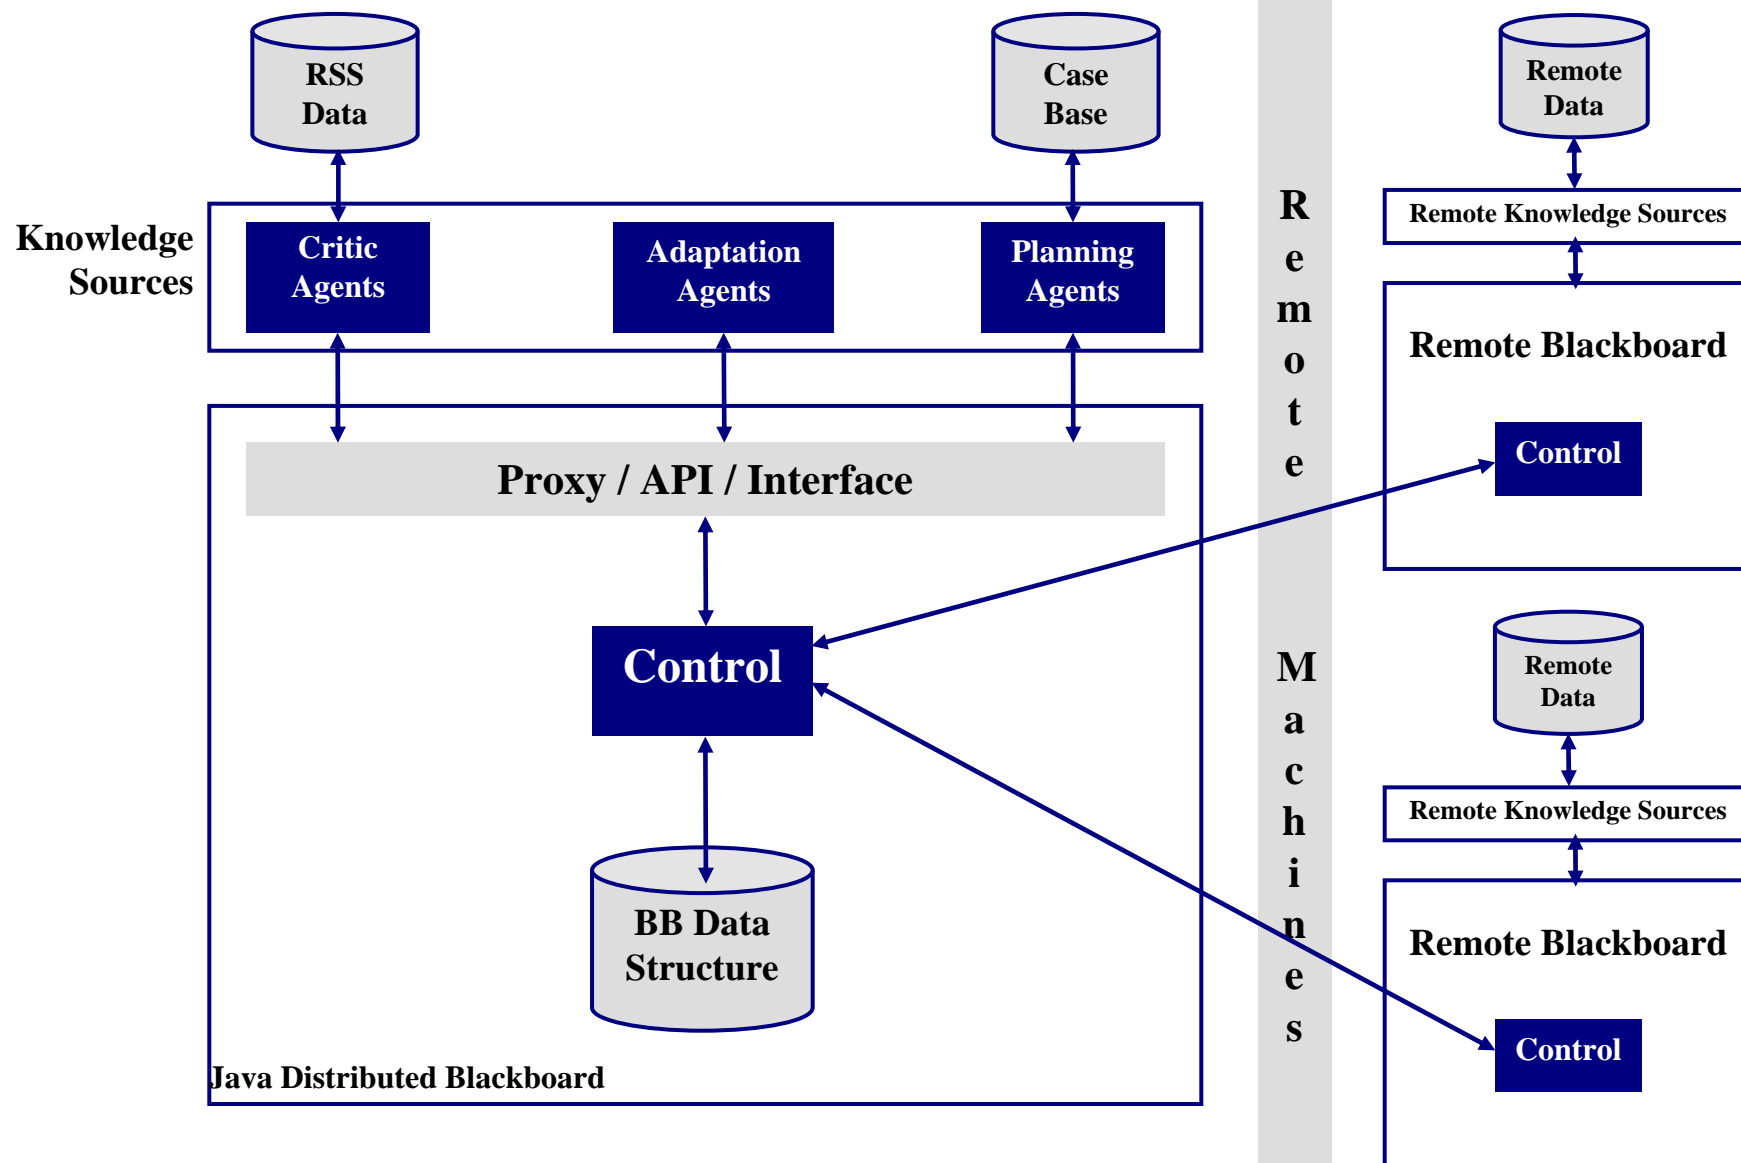 RSS
Data
Case
Base
Knowledge
Sources
Critic
Agents
Adaptation
Agents
Planning
Agents
Proxy / API / Interface
Control
BB Data
Structure
Java Distributed Blackboard
R
e
m
o
t
e
M
a
c
h
i
n
e
s
Remote
Data
Remote Knowledge Sources
Remote Blackboard
Control
Remote
Data
Remote Knowledge Sources
Remote Blackboard
Control